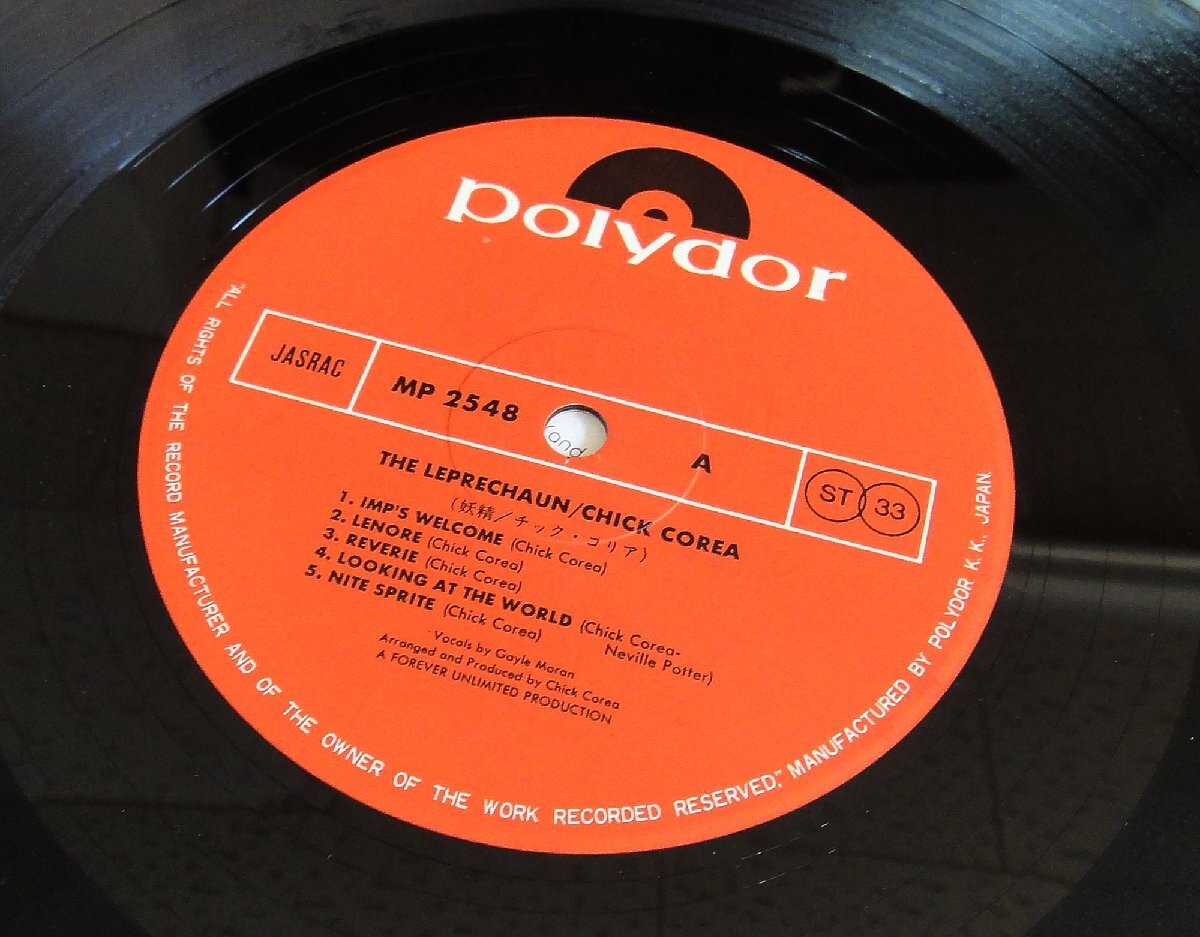 polydor
JASRAC
MP 2548
A
ST 33
THE LEPRECHAUN/CHICK COREA
(妖精/チック・コリア)
1. IMP'S WELCOME (Chick Corea)
2. LENORE (Chick Corea)
3. REVERIE (Chick Corea)
4. LOOKING AT THE WORLD (Chick Corea-
Neville Potter)
5. NITE SPRITE (Chick Corea)
Vocals by Gayle Moran
Arranged and Produced by Chick Corea
A FOREVER UNLIMITED PRODUCTION
"ALL RIGHTS OF THE RECORD MANUFACTURER AND OF THE OWNER OF THE WORK RECORDED RESERVED," MANUFACTURED BY POLYDOR K.K., JAPAN.